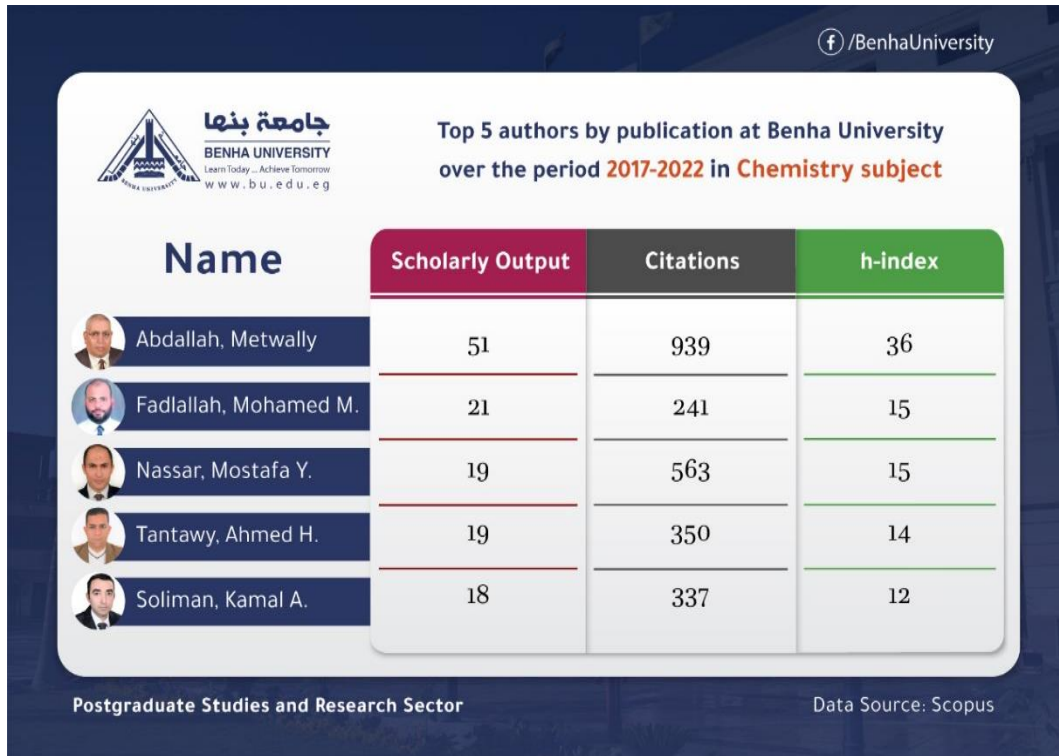 /BenhaUniversity
جامعة بنها
BENHA UNIVERSITY
Learn Today ... Achieve Tomorrow
www.bu.edu.eg
BENHA UNIVERSITY
Top 5 authors by publication at Benha University
over the period 2017-2022 in Chemistry subject
Name Scholarly Output Citations h-index
Abdallah, Metwally 51 939 36
Fadlallah, Mohamed M. 21 241 15
Nassar, Mostafa Y. 19 563 15
Tantawy, Ahmed H. 19 350 14
Soliman, Kamal A. 18 337 12
Postgraduate Studies and Research Sector
Data Source: Scopus